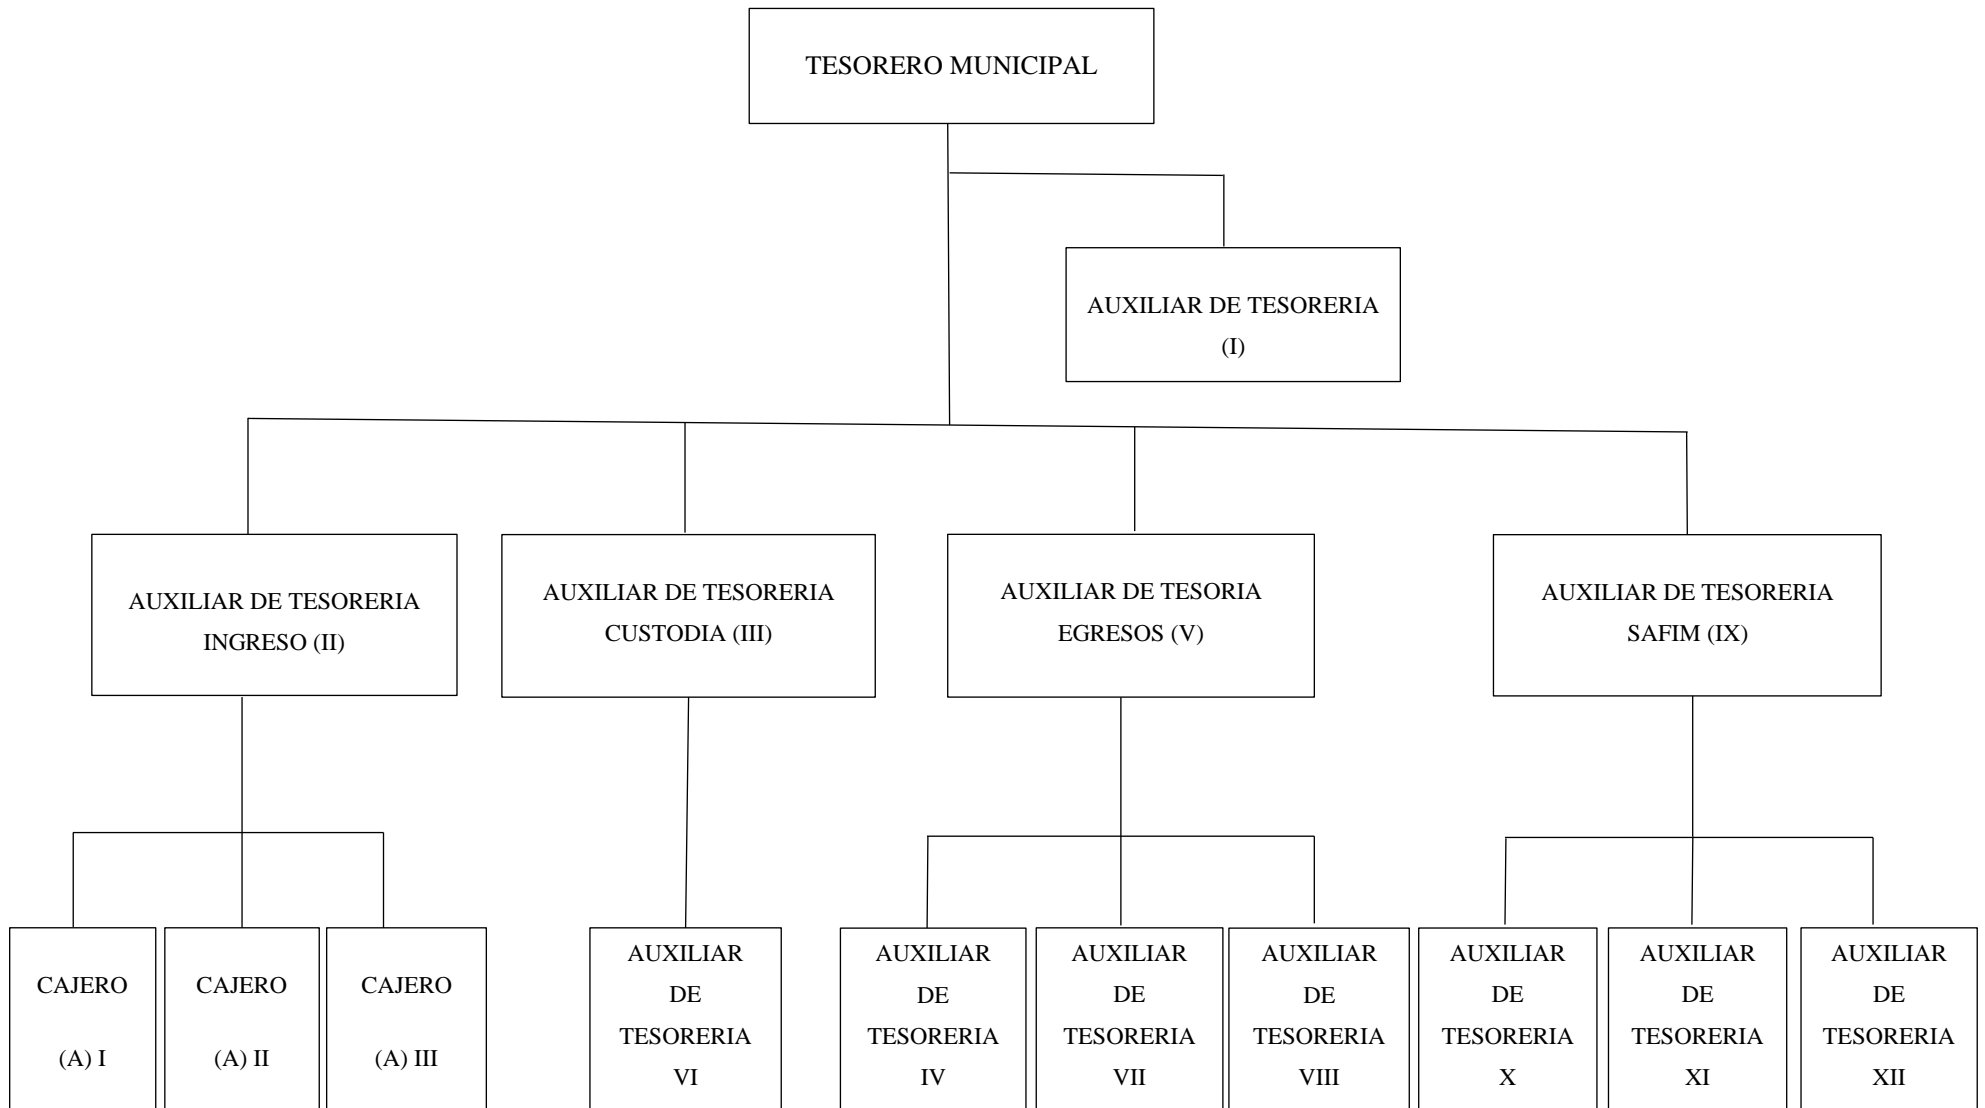 TESORERO MUNICIPAL
AUXILIAR DE TESORERIA
(I)
AUXILIAR DE TESORERIA
INGRESO (II)
AUXILIAR DE TESORERIA
CUSTODIA (III)
AUXILIAR DE TESORIA
EGRESOS (V)
AUXILIAR DE TESORERIA
SAFIM (IX)
CAJERO
(A) I
CAJERO
(A) II
CAJERO
(A) III
AUXILIAR
DE
TESORERIA
VI
AUXILIAR
DE
TESORERIA
IV
AUXILIAR
DE
TESORERIA
VII
AUXILIAR
DE
TESORERIA
VIII
AUXILIAR
DE
TESORERIA
X
AUXILIAR
DE
TESORERIA
XI
AUXILIAR
DE
TESORERIA
XII